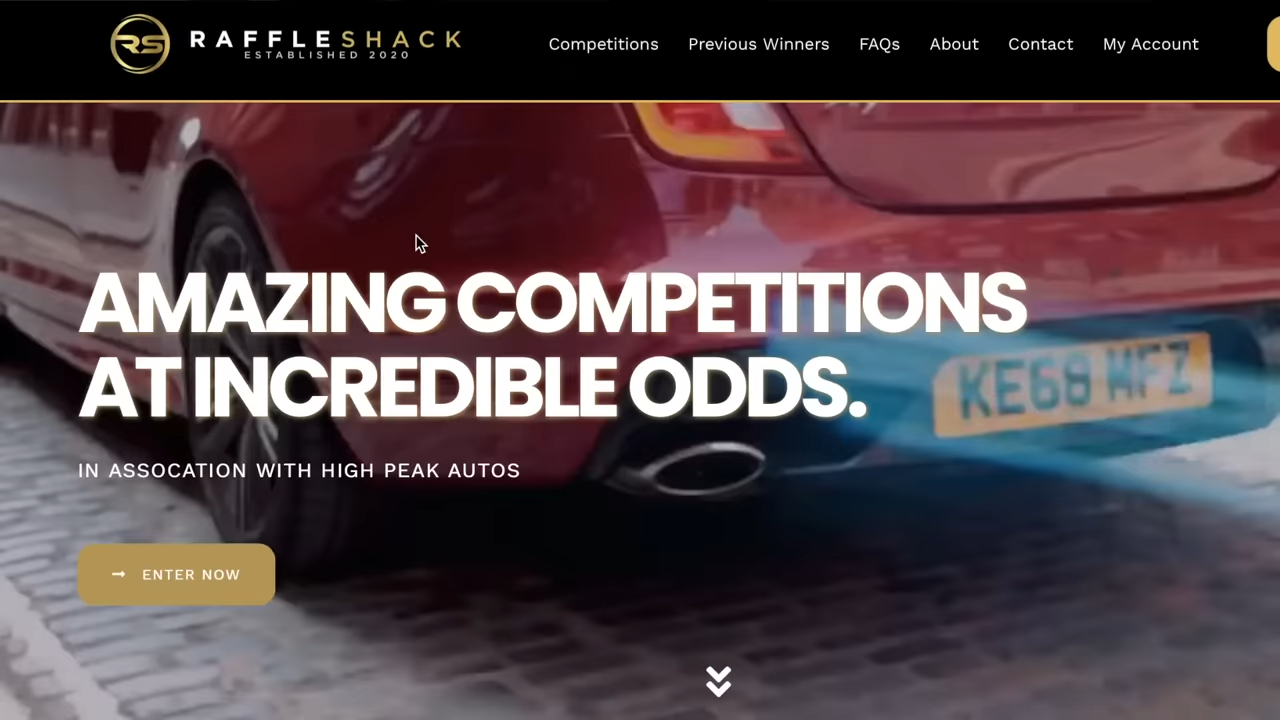 RS RAFFLESHACK
ESTABLISHED 2020
Competitions Previous Winners FAQs About Contact My Account
AMAZING COMPETITIONS
AT INCREDIBLE ODDS.
KE68 WFZ
IN ASSOCATION WITH HIGH PEAK AUTOS
ENTER NOW